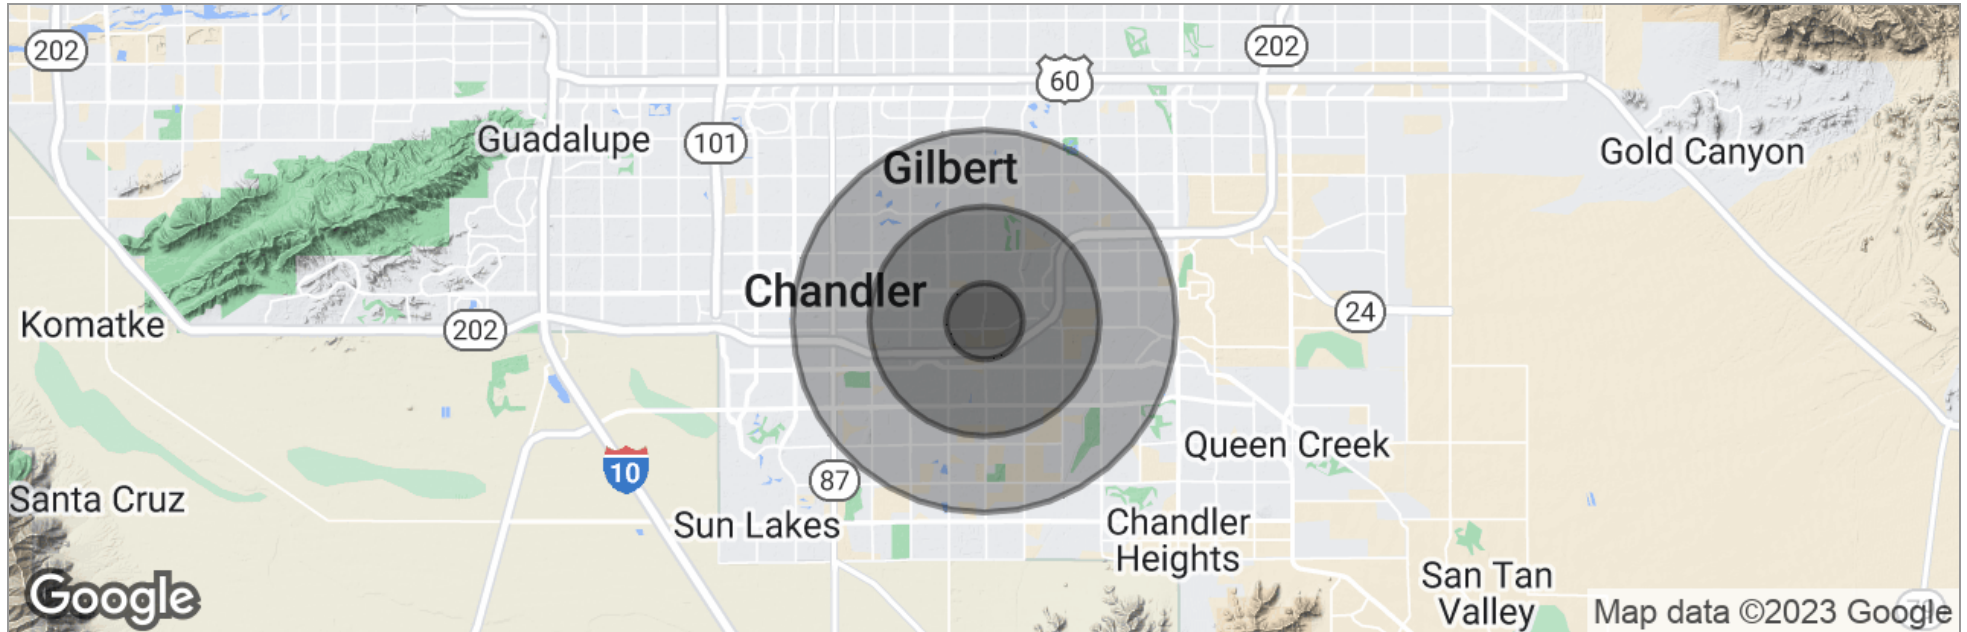 202
60
202
Guadalupe
101
Gilbert
Gold Canyon
Chandler
Komatke
202
24
10
87
Queen Creek
Santa Cruz
Sun Lakes
Chandler
Heights
San Tan
Valley
Google
Map data ©2023 Google